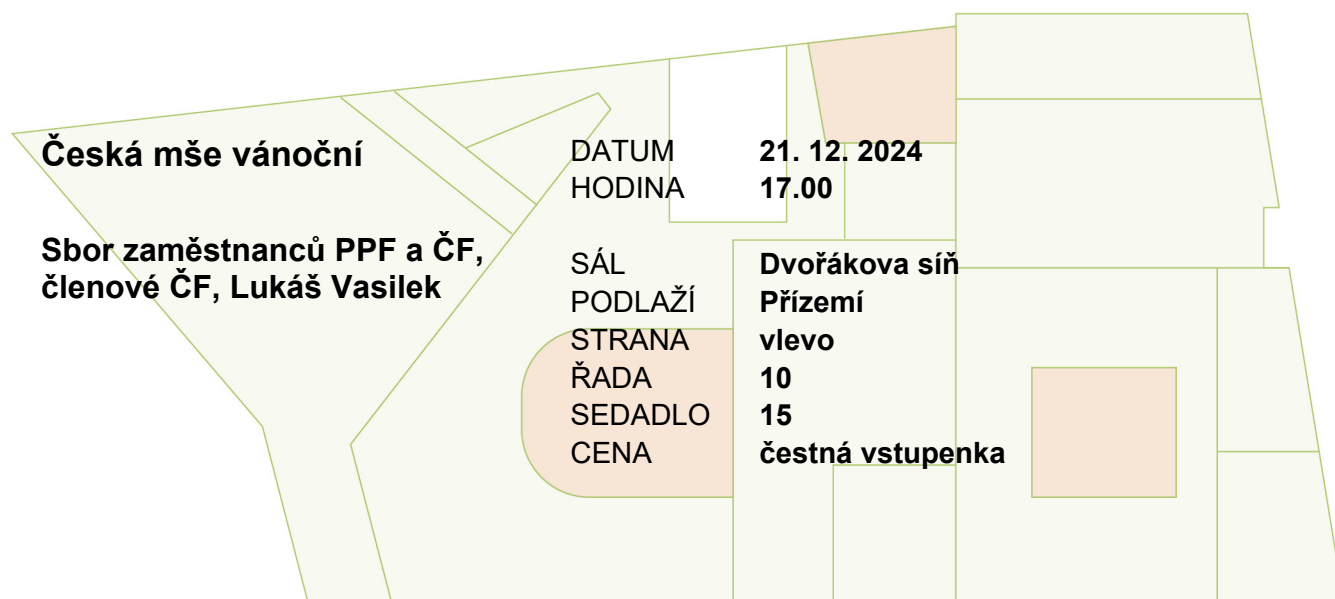 Česká mše vánoční
Sbor zaměstnanců PPF a ČF,
členové ČF, Lukáš Vasilek
DATUM 21. 12. 2024
HODINA 17.00
SÁL Dvořákova síň
PODLAŽÍ Přízemí
STRANA vlevo
ŘADA 10
SEDADLO 15
CENA čestná vstupenka